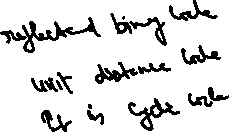 reflected binary code
unit distance code
It is cyclic code